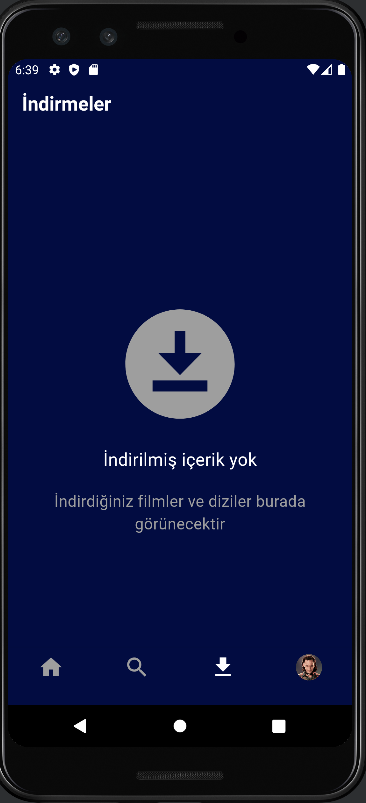 6:39
İndirmeler
İndirilmiş içerik yok
İndirdiğiniz filmler ve diziler burada
görünecektir